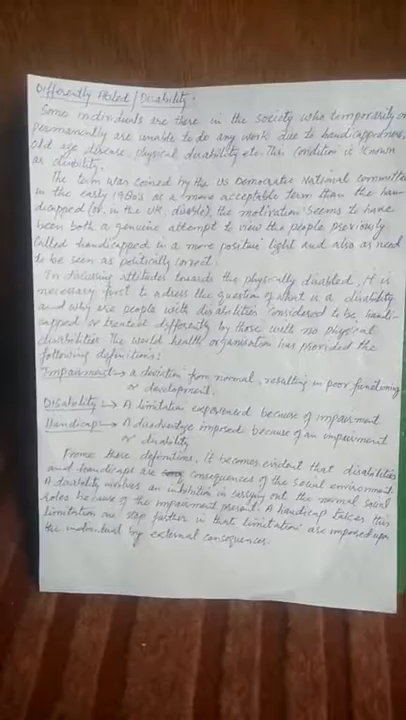 Differently Abled / Disability.
Some individuals are there in the society who temporarily or
permanently are unable to do any work due to handicappedness,
old age disease, physical durability etc. This condition is known
as dibility.
The term was coined by the US Democratic National Committee
in the early 1980s as a more acceptable term than the han-
dicapped (or, in the UK, disable), the motivation seems to have
been both a genuine attempt to view the people previously
called handicapped in a more positive light and also as need
to be seen as politically correct.
In discussing attitudes towards the physically disabled, it is
necessary first to adress the question of what is a disability
and why are people with disabilities considered to be handi-
capped or treated differently by those with no physical
disabilities. The world health organisation has provided the
following definitions:
Impairment → a deviation from normal, resulting in poor functioning
or development.
Disability → A limitation experienced because of impairment.
Handicap → A disadvantage imposed because of an impairment
or disability
Frome these definitions, it becomes evident that disabilities
and handicaps are consequences of the social environment.
A disability involves an inhibition in carrying out the normal social
roles because of the impairment present. A handicap takes this
limitation one step further in that limitation are imposed upon
the individual by external consequences.